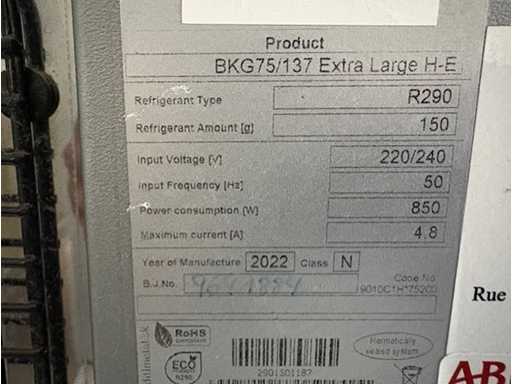 Product
BKG75/137 Extra Large H-E
Refrigerant Type R290
Refrigerant Amount [g] 150
Input Voltage [V] 220/240
Input Frequency [Hz] 50
Power consumption [W] 850
Maximum current [A] 4.8
Year of Manufacture 2022 Class N
Code No
B.J.No.
Rue
RoHS
Hermetically
sealed system
ECO
R290
2901S01187
AB